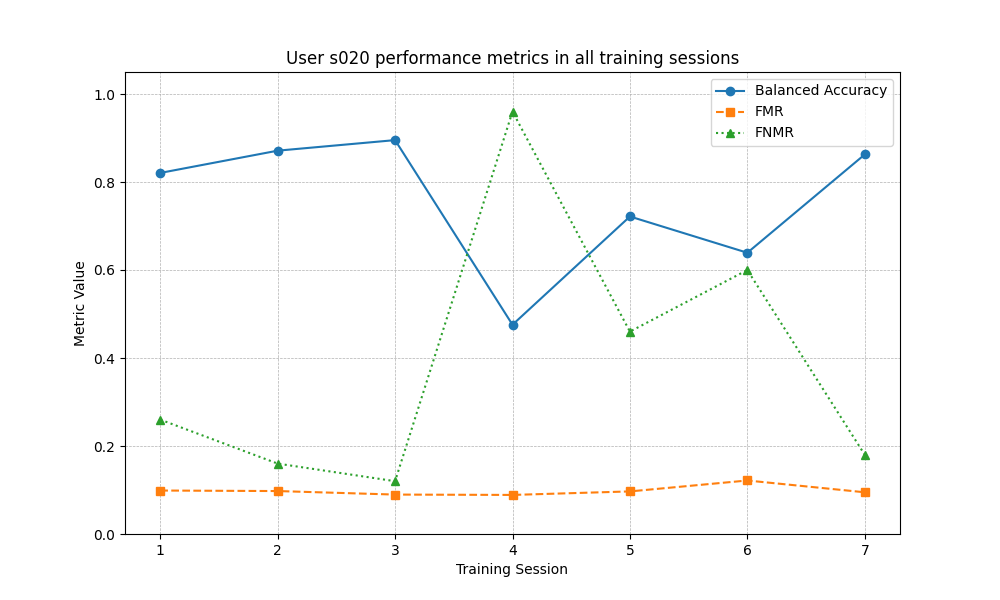 User s020 performance metrics in all training sessions
Balanced Accuracy
FMR
FNMR
Metric Value
1.0
0.8
0.6
0.4
0.2
0.0
1 2 3 4 5 6 7
Training Session